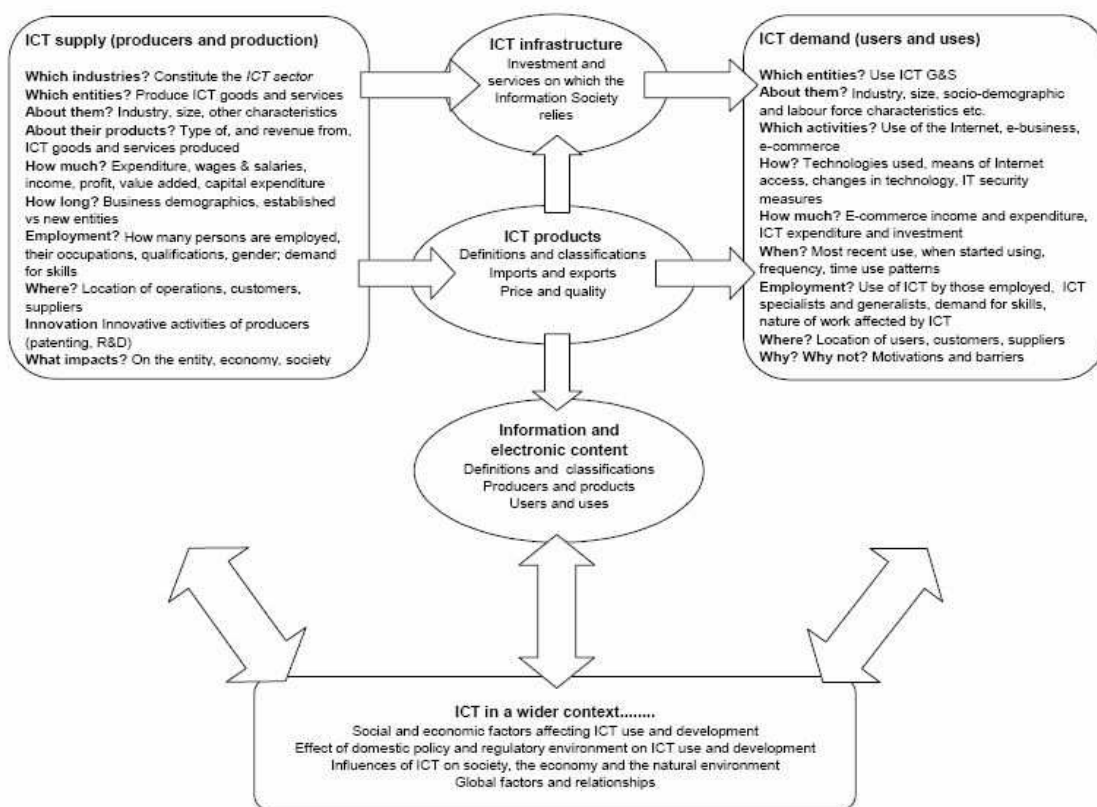 ICT supply (producers and production)
Which industries? Constitute the ICT sector
Which entities? Produce ICT goods and services
About them? Industry, size, other characteristics
About their products? Type of, and revenue from,
ICT goods and services produced
How much? Expenditure, wages & salaries,
income, profit, value added, capital expenditure
How long? Business demographics, established
vs new entities
Employment? How many persons are employed,
their occupations, qualifications, gender; demand
for skills
Where? Location of operations, customers,
suppliers
Innovation Innovative activities of producers
(patenting, R&D)
What impacts? On the entity, economy, society
ICT infrastructure
Investment and
services on which the
Information Society
relies
ICT products
Definitions and classifications
Imports and exports
Price and quality
Information and
electronic content
Definitions and classifications
Producers and products
Users and uses
ICT demand (users and uses)
Which entities? Use ICT G&S
About them? Industry, size, socio-demographic
and labour force characteristics etc.
Which activities? Use of the Internet, e-business,
e-commerce
How? Technologies used, means of Internet
access, changes in technology, IT security
measures
How much? E-commerce income and expenditure,
ICT expenditure and investment
When? Most recent use, when started using,
frequency, time use patterns
Employment? Use of ICT by those employed, ICT
specialists and generalists, demand for skills,
nature of work affected by ICT
Where? Location of users, customers, suppliers
Why? Why not? Motivations and barriers
ICT in a wider context........
Social and economic factors affecting ICT use and development
Effect of domestic policy and regulatory environment on ICT use and development
Influences of ICT on society, the economy and the natural environment
Global factors and relationships